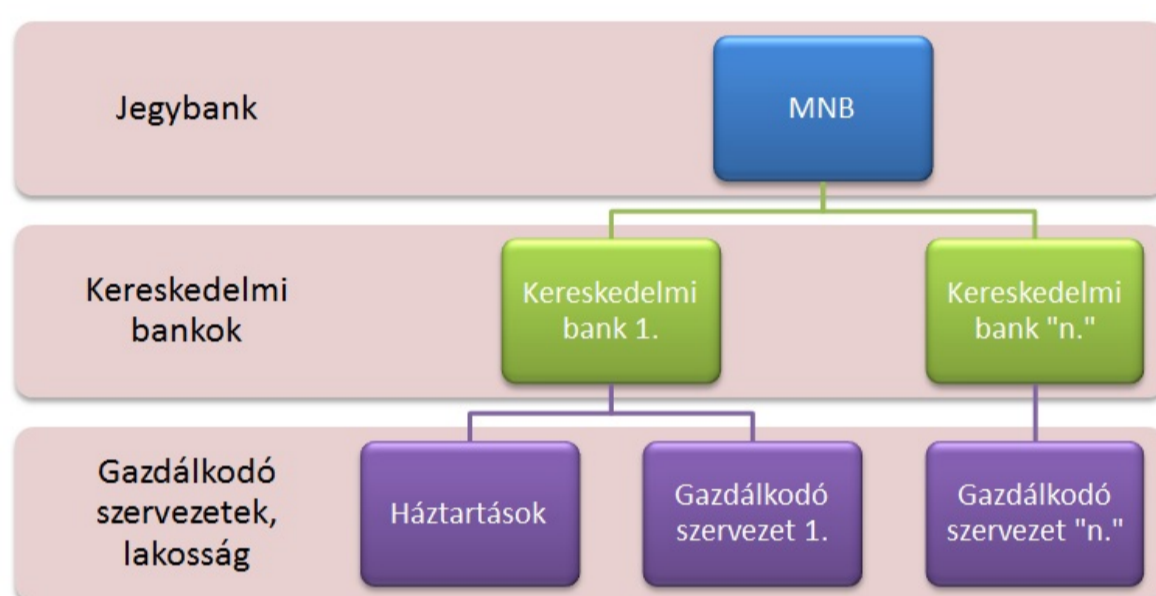 Jegybank
MNB
Kereskedelmi
bankok
Kereskedelmi
bank 1.
Kereskedelmi
bank "n."
Gazdálkodó
szervezetek,
lakosság
Háztartások
Gazdálkodó
szervezet 1.
Gazdálkodó
szervezet "n."